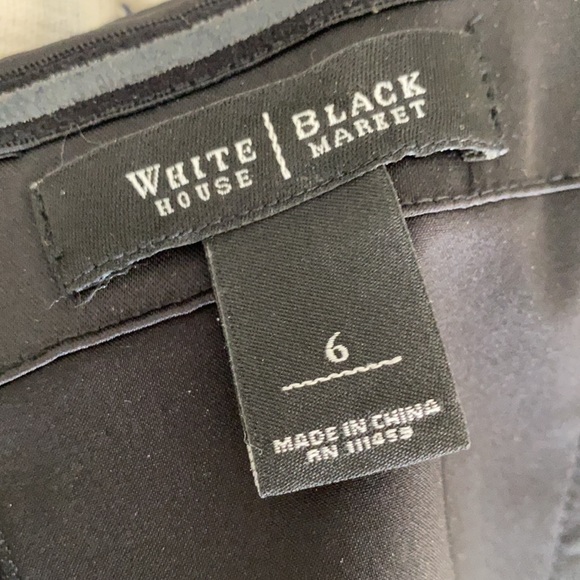 WHITE HOUSE | BLACK MARKET
6
MADE IN CHINA
RN 111459